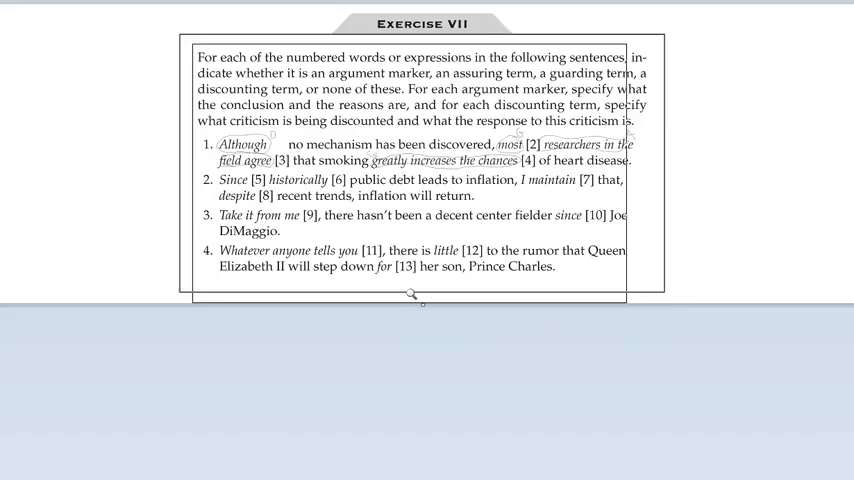 EXERCISE VII
For each of the numbered words or expressions in the following sentences, in-
dicate whether it is an argument marker, an assuring term, a guarding term, a
discounting term, or none of these. For each argument marker, specify what
the conclusion and the reasons are, and for each discounting term, specify
what criticism is being discounted and what the response to this criticism is.
D G A
1. Although no mechanism has been discovered, most [2] researchers in the
field agree [3] that smoking greatly increases the chances [4] of heart disease.
2. Since [5] historically [6] public debt leads to inflation, I maintain [7] that,
despite [8] recent trends, inflation will return.
3. Take it from me [9], there hasn't been a decent center fielder since [10] Joe
DiMaggio.
4. Whatever anyone tells you [11], there is little [12] to the rumor that Queen
Elizabeth II will step down for [13] her son, Prince Charles.